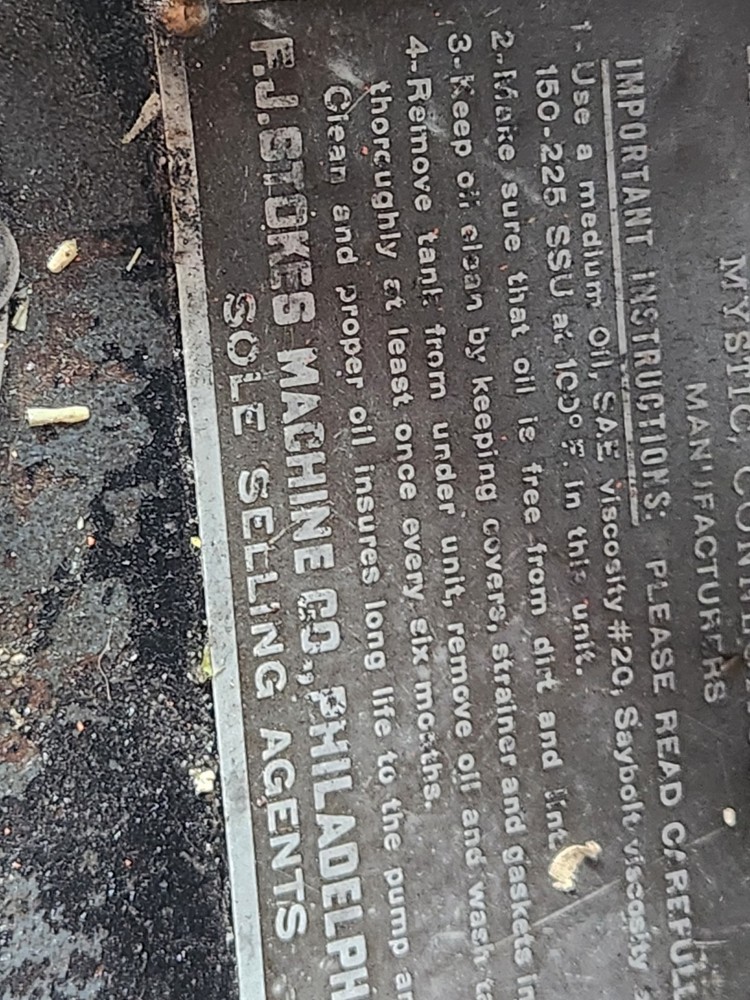 MYSTIC,
MANUFACTURERS
IMPORTANT INSTRUCTIONS: PLEASE READ CAREFULL
1-Use a medium oil, SAE viscosity #20, Saybolt viscosity
150-225 SSU at 100° F. in this unit.
2-Make sure that oil is free from dirt and lint
3-Keep oil clean by keeping covers, strainer and gaskets in
4-Remove tank from under unit, remove oil and wash ta
thoroughly at least once every six months.
Clean and proper oil insures long life to the pump an
F.J. STOKES MACHINE CO., PHILADELPH
SOLE SELLING AGENTS